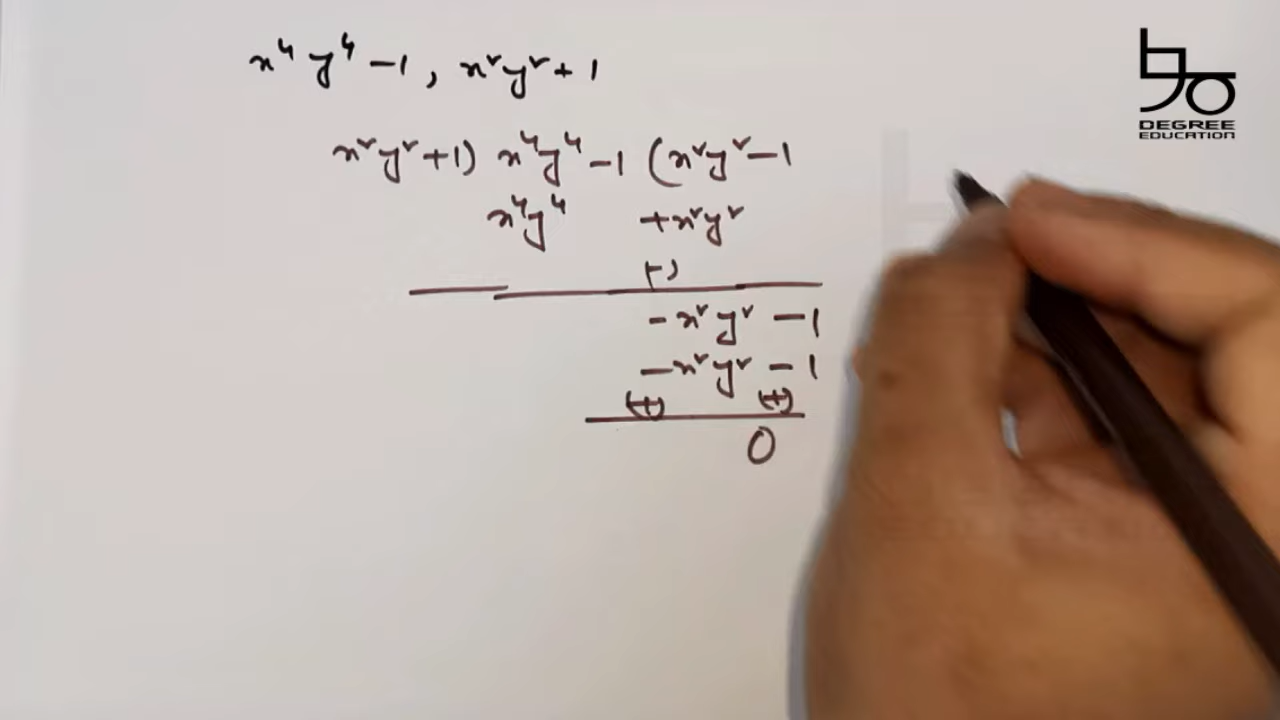 x⁴y⁴-1, x²y²+1
x²y²+1) x⁴y⁴-1 (x²y²-1
x⁴y⁴ +x²y²
(-)
-x²y²-1
-x²y²-1
(+) (+)
0
DEGREE
EDUCATION